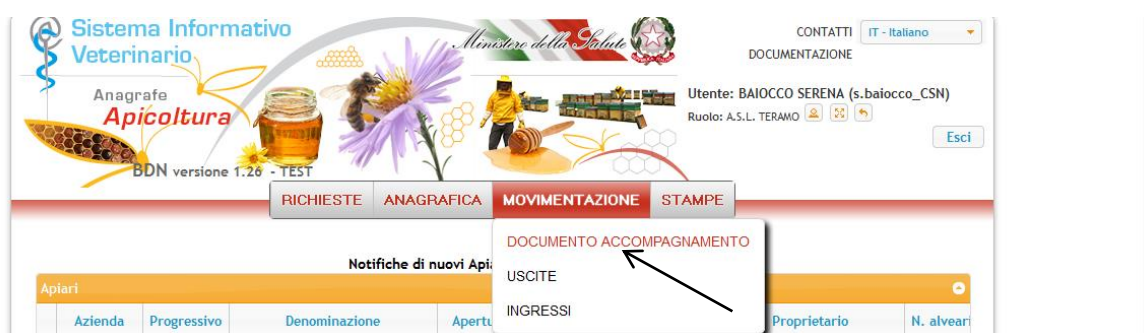 Sistema Informativo
Veterinario
Ministero della Salute
CONTATTI
IT - Italiano
DOCUMENTAZIONE
Anagrafe
Apicoltura
Utente: BAIOCCO SERENA (s.baiocco_CSN)
Ruolo: A.S.L. TERAMO
Esci
BDN versione 1.26 - TEST
RICHIESTE ANAGRAFICA MOVIMENTAZIONE STAMPE
DOCUMENTO ACCOMPAGNAMENTO
Notifiche di nuovi Apia
USCITE
Apiari
INGRESSI
Azienda Progressivo Denominazione Apertu Proprietario N. alveari